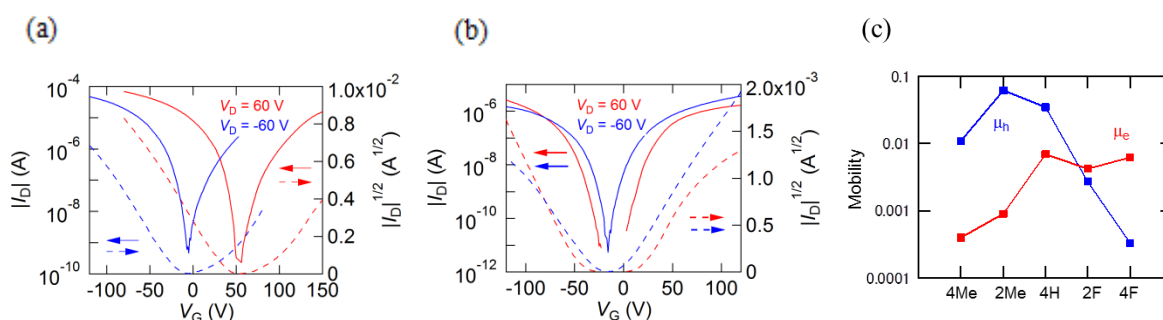 (a)
10⁻⁴
10⁻⁶
10⁻⁸
10⁻¹⁰
|I_D| (A)
V_D = 60 V
V_D = -60 V
1.0x10⁻²
0.8
0.6
0.4
0.2
0
|I_D|^1/2 (A^1/2)
-100 -50 0 50 100 150
V_G (V)
(b)
10⁻⁶
10⁻⁸
10⁻¹⁰
10⁻¹²
|I_D| (A)
V_D = 60 V
V_D = -60 V
2.0x10⁻³
1.5
1.0
0.5
0
|I_D|^1/2 (A^1/2)
-100 -50 0 50 100
V_G (V)
(c)
0.1
0.01
0.001
0.0001
Mobility
μ_h
μ_e
4Me 2Me 4H 2F 4F